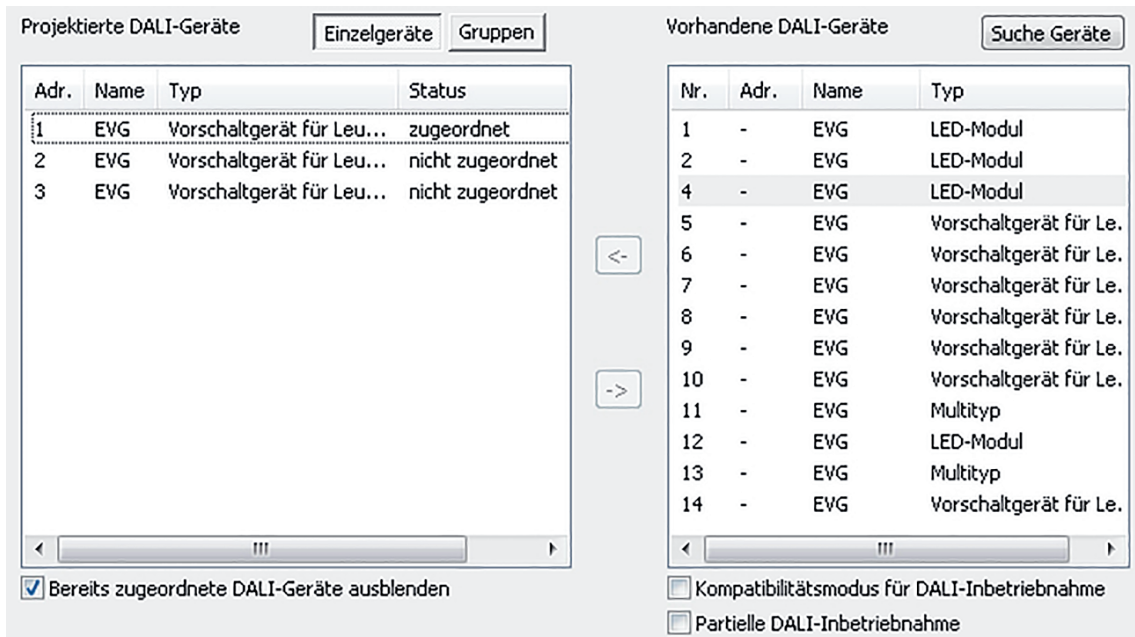 Projektierte DALI-Geräte
Einzelgeräte
Gruppen
Adr. Name Typ Status
1 EVG Vorschaltgerät für Leu... zugeordnet
2 EVG Vorschaltgerät für Leu... nicht zugeordnet
3 EVG Vorschaltgerät für Leu... nicht zugeordnet
Bereits zugeordnete DALI-Geräte ausblenden
<-
->
Vorhandene DALI-Geräte
Suche Geräte
Nr. Adr. Name Typ
1 - EVG LED-Modul
2 - EVG LED-Modul
4 - EVG LED-Modul
5 - EVG Vorschaltgerät für Le.
6 - EVG Vorschaltgerät für Le.
7 - EVG Vorschaltgerät für Le.
8 - EVG Vorschaltgerät für Le.
9 - EVG Vorschaltgerät für Le.
10 - EVG Vorschaltgerät für Le.
11 - EVG Multityp
12 - EVG LED-Modul
13 - EVG Multityp
14 - EVG Vorschaltgerät für Le.
Kompatibilitätsmodus für DALI-Inbetriebnahme
Partielle DALI-Inbetriebnahme